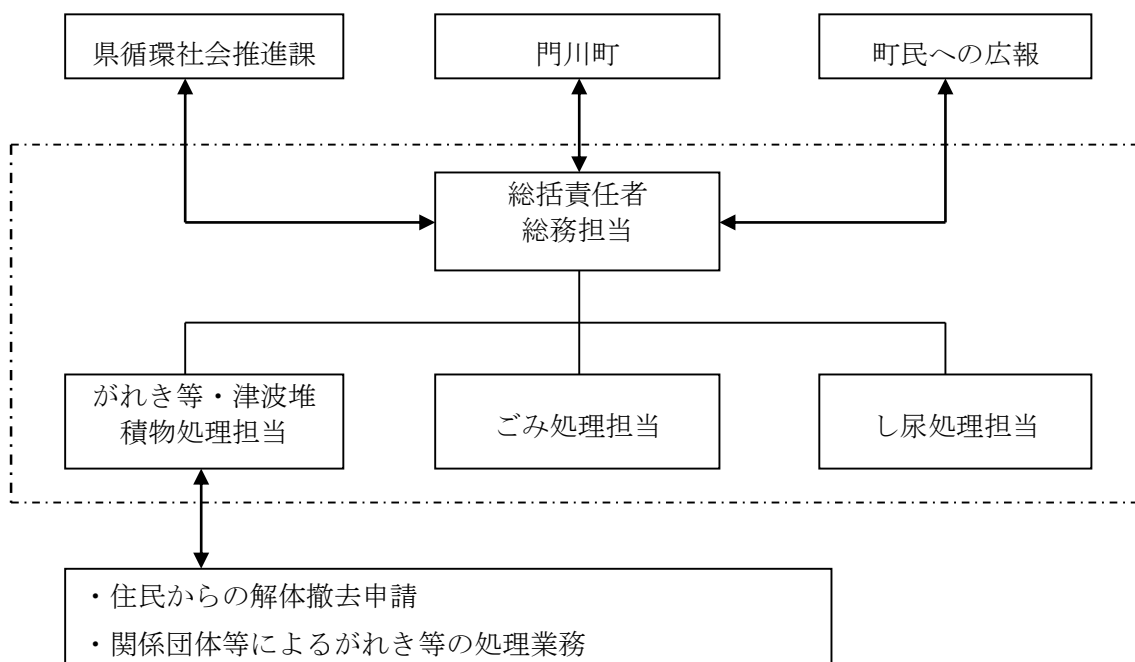 県循環社会推進課
門川町
町民への広報
総括責任者
総務担当
がれき等・津波堆
積物処理担当
ごみ処理担当
し尿処理担当
・住民からの解体撤去申請
・関係団体等によるがれき等の処理業務